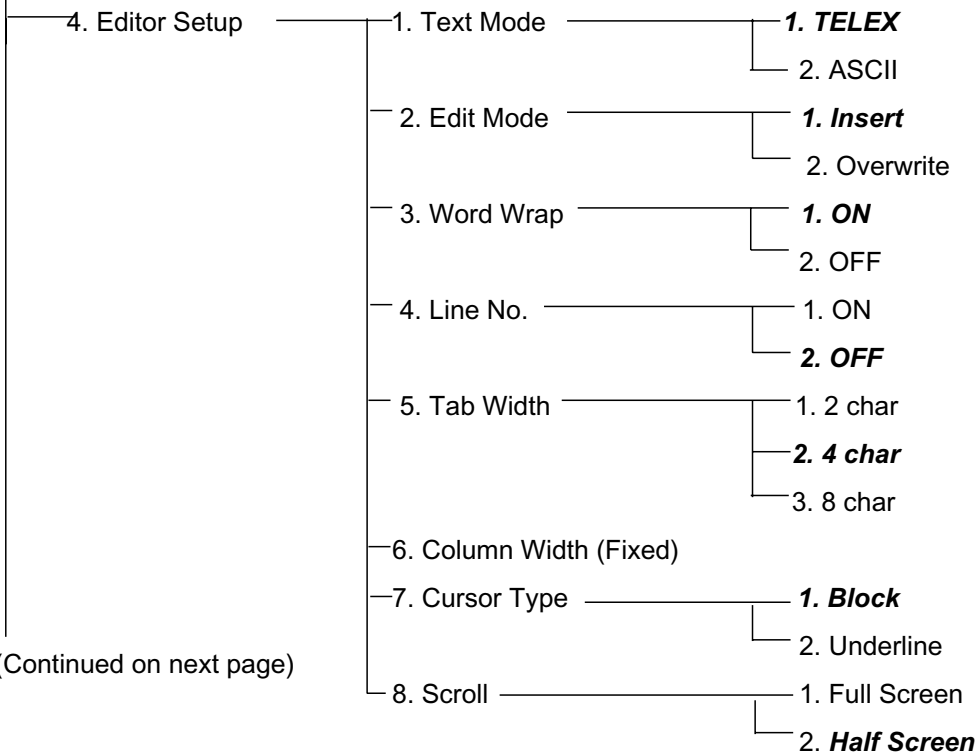 4. Editor Setup 1. Text Mode 1. TELEX
2. ASCII
2. Edit Mode 1. Insert
2. Overwrite
3. Word Wrap 1. ON
2. OFF
4. Line No. 1. ON
2. OFF
5. Tab Width 1. 2 char
2. 4 char
3. 8 char
6. Column Width (Fixed)
7. Cursor Type 1. Block
2. Underline
(Continued on next page)
8. Scroll 1. Full Screen
2. Half Screen